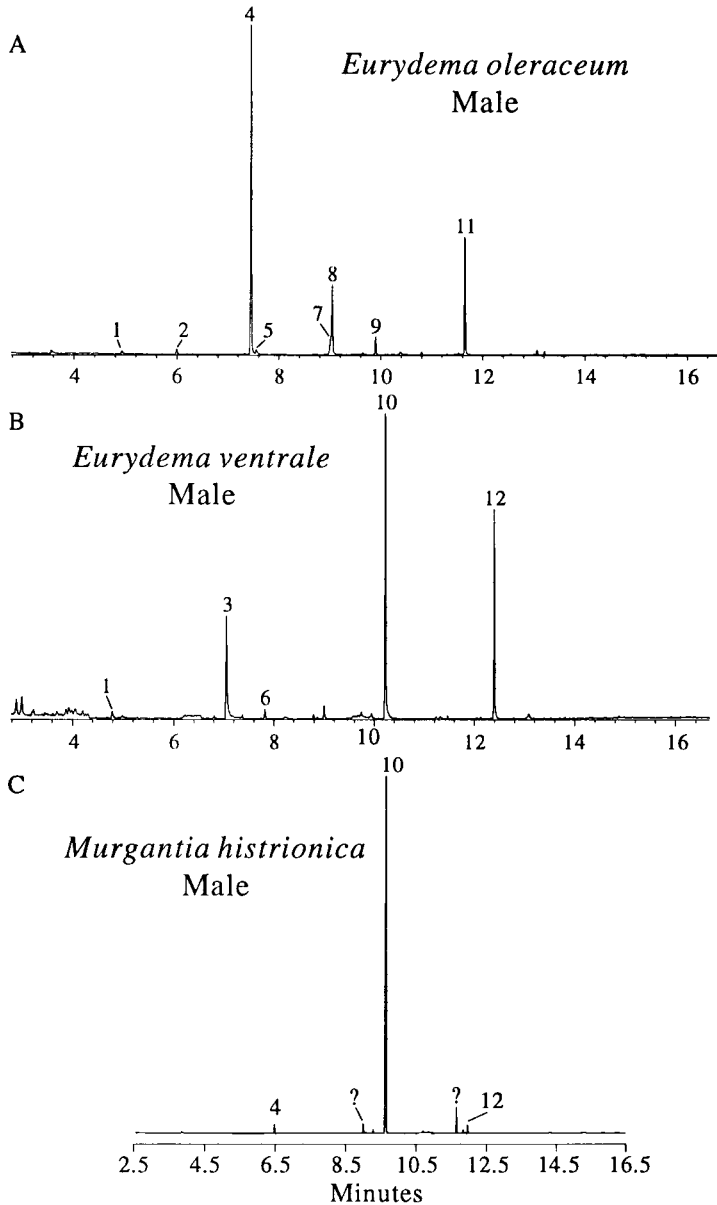 A
Eurydema oleraceum
Male
4
11
8
7
1
2
5
9
4 6 8 10 12 14 16
B
Eurydema ventrale
Male
10
12
3
1
6
4 6 8 10 12 14 16
C
Murgantia histrionica
Male
10
4
?
?
12
2.5 4.5 6.5 8.5 10.5 12.5 14.5 16.5
Minutes